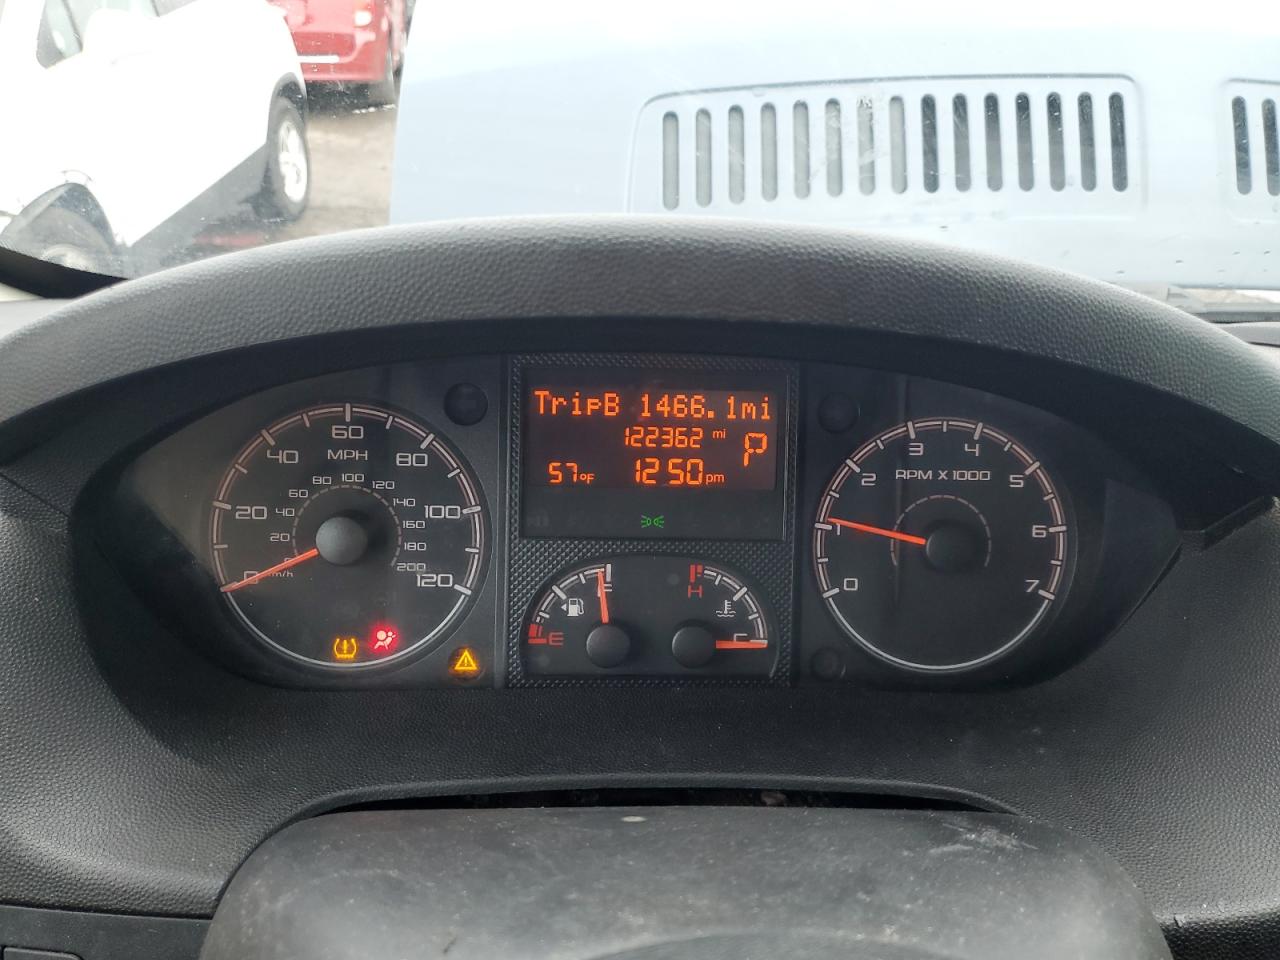 TripB 1466.1mi
122362 mi
P
57°F 12:50pm
0 20 40 60 80 100 120
MPH
20 40 60 80 100 120 140 160 180 200
km/h
0 1 2 3 4 5 6 7
RPM X 1000
E F
H C